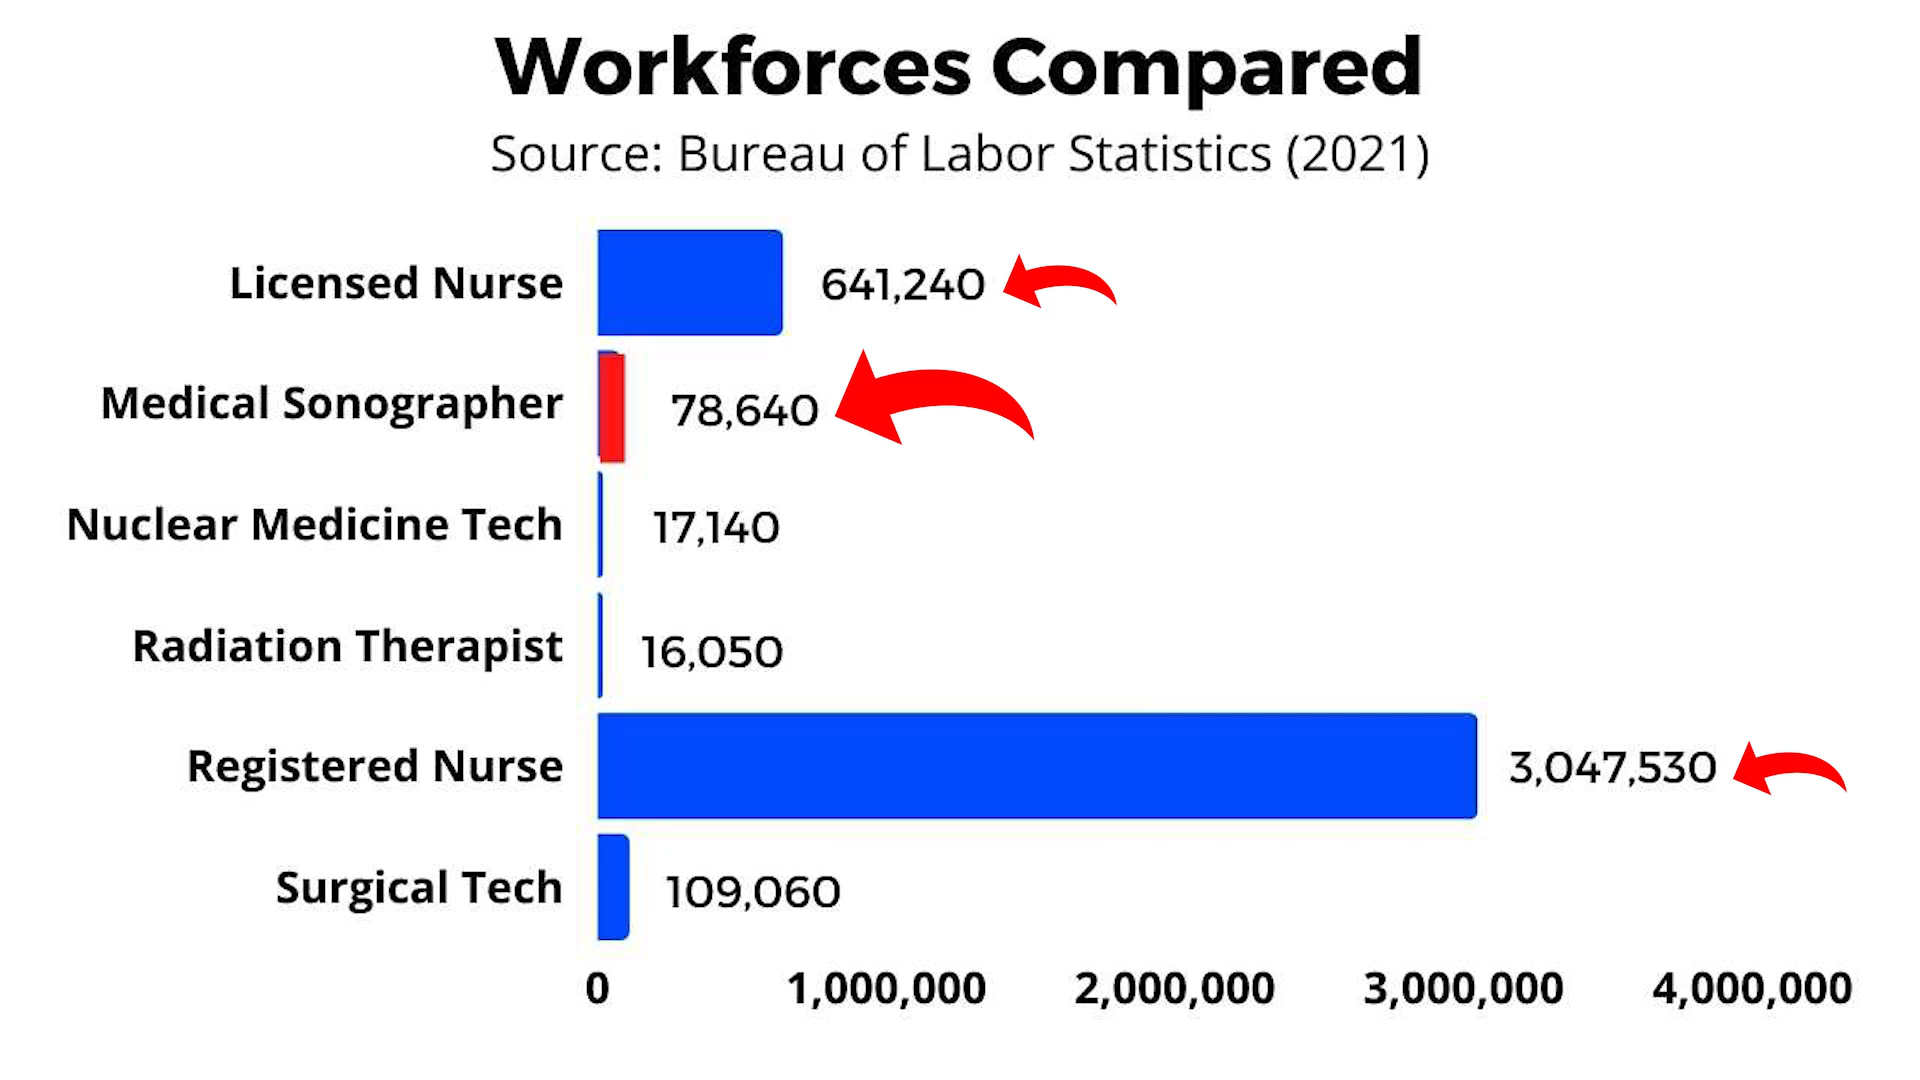 Workforces Compared
Source: Bureau of Labor Statistics (2021)
Licensed Nurse 641,240
Medical Sonographer 78,640
Nuclear Medicine Tech 17,140
Radiation Therapist 16,050
Registered Nurse 3,047,530
Surgical Tech 109,060
0 1,000,000 2,000,000 3,000,000 4,000,000